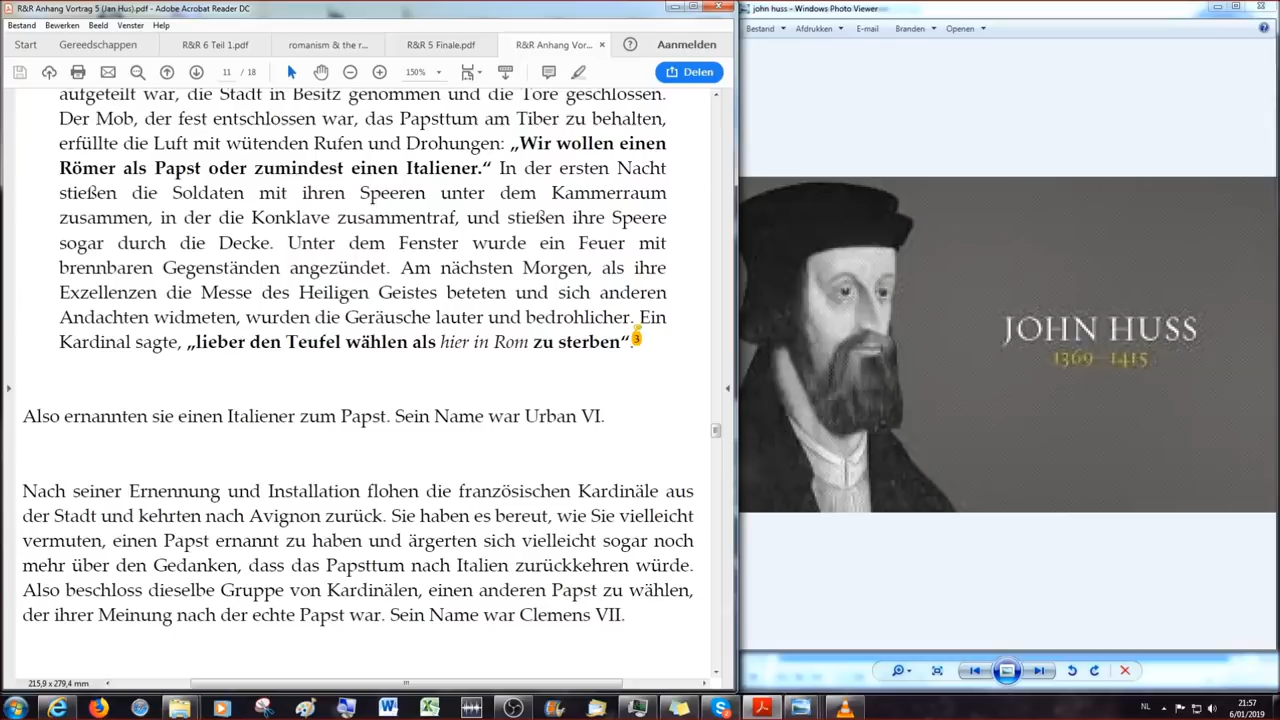 R&R Anhang Vortrag 5 (Jan Hus).pdf - Adobe Acrobat Reader DC
Bestand Bewerken Beeld Venster Help
Start Gereedschappen R&R 6 Teil 1.pdf romanism & the r... R&R 5 Finale.pdf R&R Anhang Vor... × Aanmelden
11 / 18 150% Delen
aufgeteilt war, die Stadt in Besitz genommen und die Tore geschlossen.
Der Mob, der fest entschlossen war, das Papsttum am Tiber zu behalten,
erfüllte die Luft mit wütenden Rufen und Drohungen: „Wir wollen einen
Römer als Papst oder zumindest einen Italiener.“ In der ersten Nacht
stießen die Soldaten mit ihren Speeren unter dem Kammerraum
zusammen, in der die Konklave zusammentraf, und stießen ihre Speere
sogar durch die Decke. Unter dem Fenster wurde ein Feuer mit
brennbaren Gegenständen angezündet. Am nächsten Morgen, als ihre
Exzellenzen die Messe des Heiligen Geistes beteten und sich anderen
Andachten widmeten, wurden die Geräusche lauter und bedrohlicher. Ein
Kardinal sagte, „lieber den Teufel wählen als hier in Rom zu sterben“. 3
Also ernannten sie einen Italiener zum Papst. Sein Name war Urban VI.
Nach seiner Ernennung und Installation flohen die französischen Kardinäle aus
der Stadt und kehrten nach Avignon zurück. Sie haben es bereut, wie Sie vielleicht
vermuten, einen Papst ernannt zu haben und ärgerten sich vielleicht sogar noch
mehr über den Gedanken, dass das Papsttum nach Italien zurückkehren würde.
Also beschloss dieselbe Gruppe von Kardinälen, einen anderen Papst zu wählen,
der ihrer Meinung nach der echte Papst war. Sein Name war Clemens VII.
215,9 x 279,4 mm
john huss - Windows Photo Viewer
Bestand Afdrukken E-mail Branden Openen
JOHN HUSS
1369-1415
NL 21:57
6/01/2019